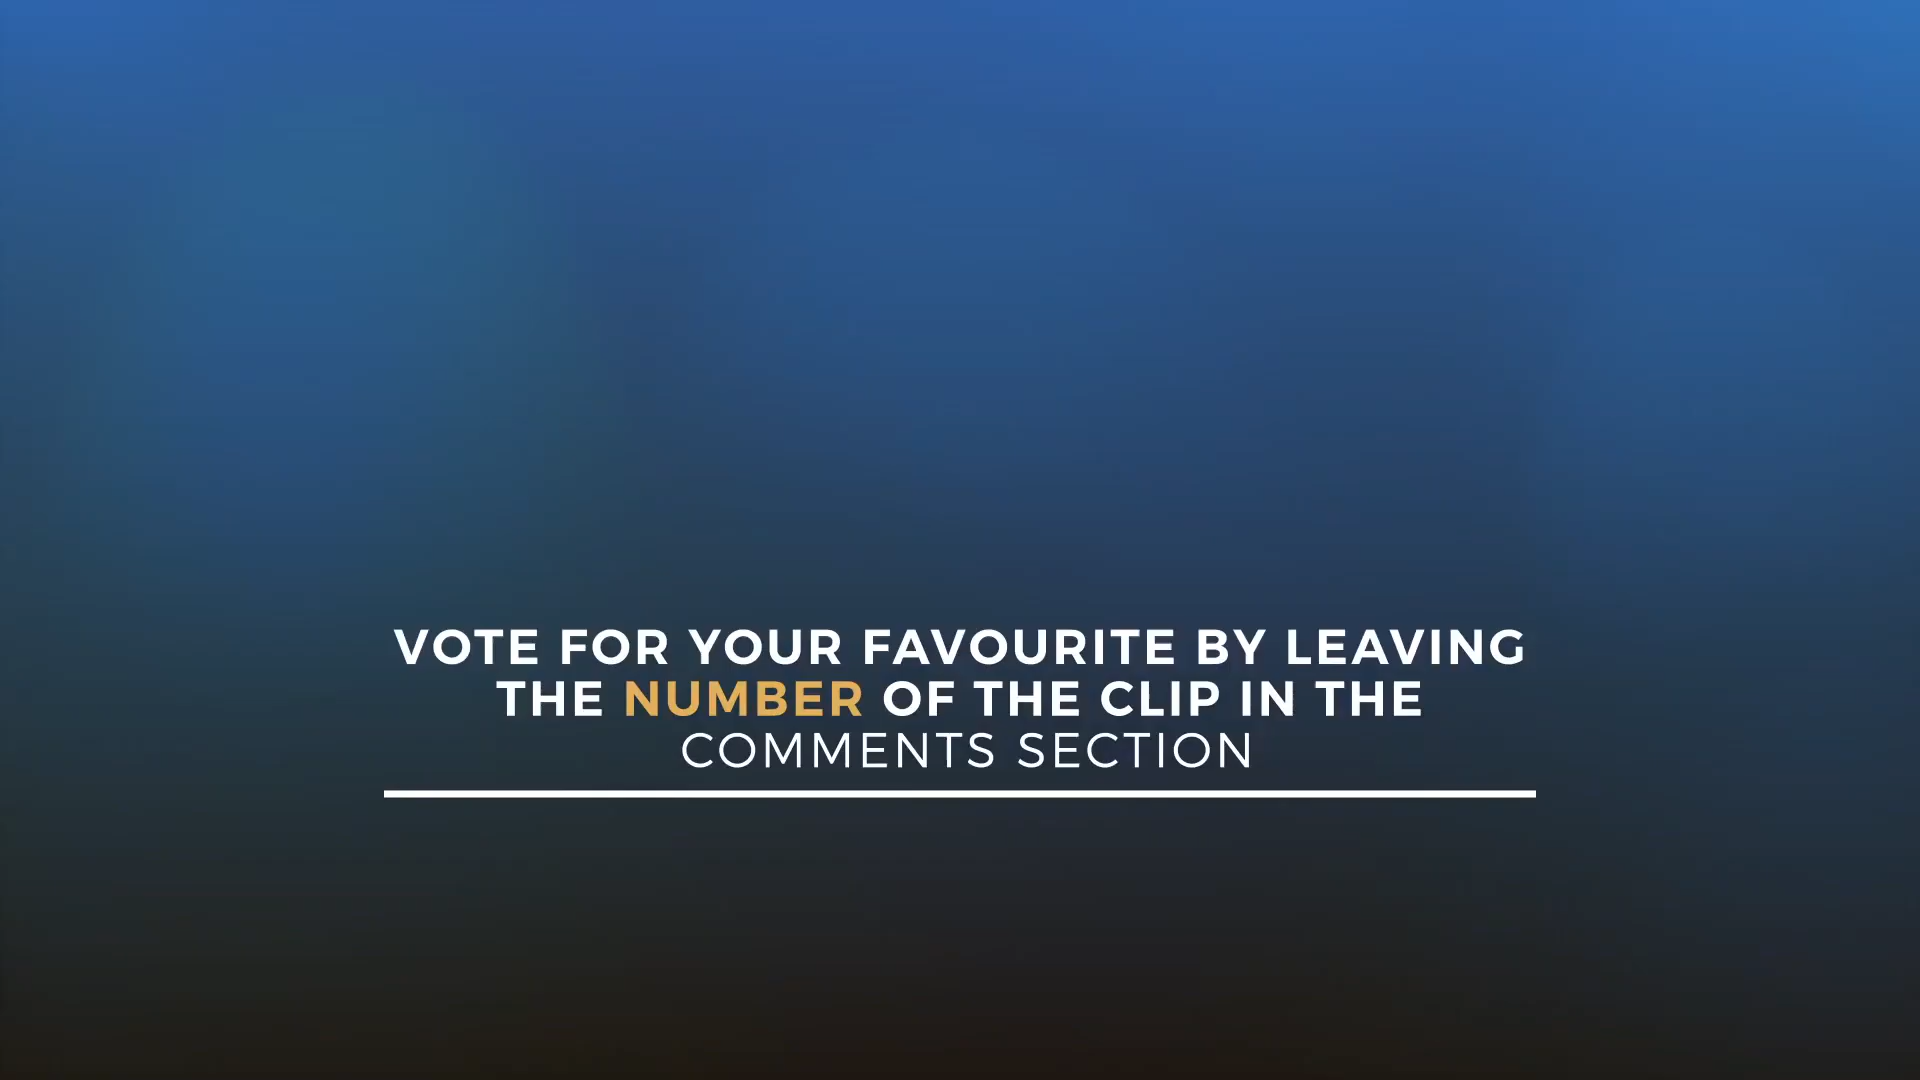 VOTE FOR YOUR FAVOURITE BY LEAVING
THE NUMBER OF THE CLIP IN THE
COMMENTS SECTION